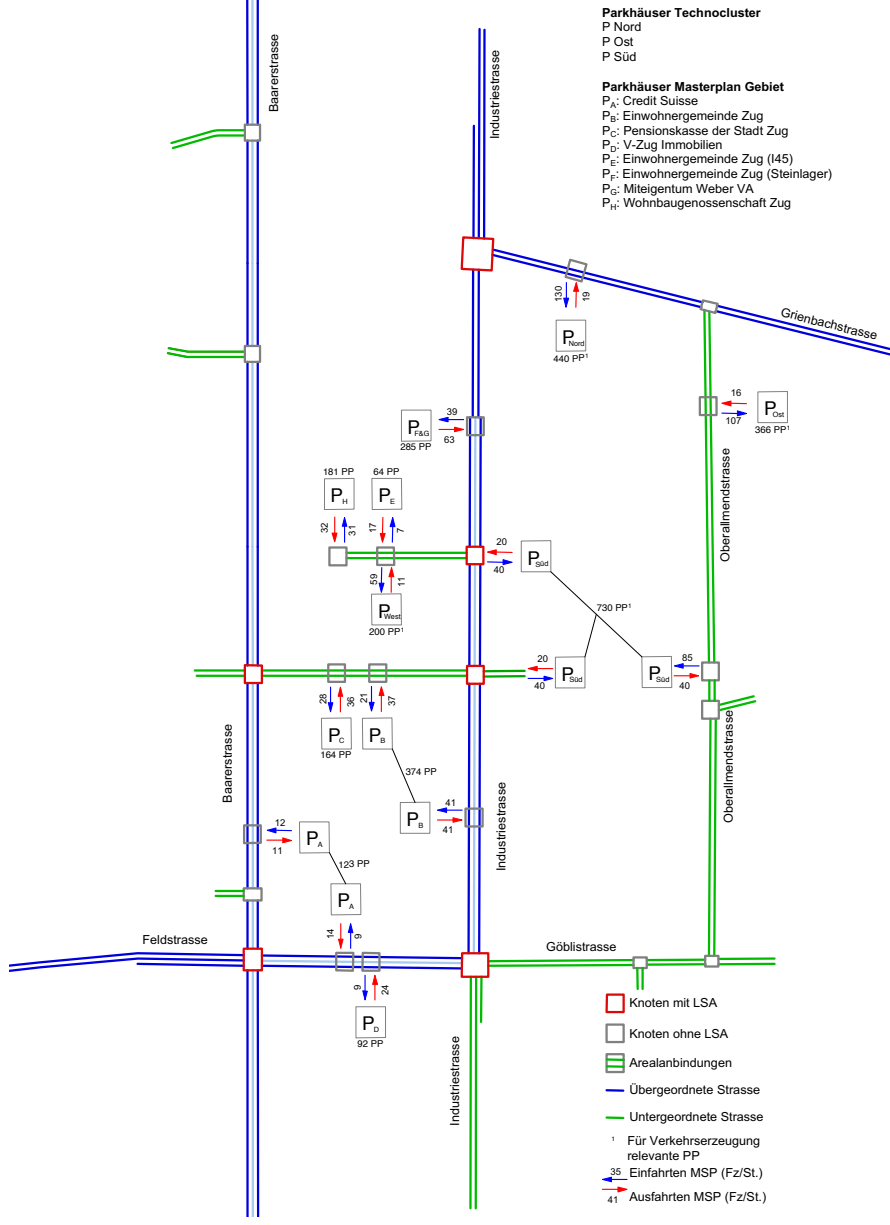 Parkhäuser Technocluster
P Nord
P Ost
P Süd
Parkhäuser Masterplan Gebiet
PA: Credit Suisse
PB: Einwohnergemeinde Zug
PC: Pensionskasse der Stadt Zug
PD: V-Zug Immobilien
PE: Einwohnergemeinde Zug (I45)
PF: Einwohnergemeinde Zug (Steinlager)
PG: Miteigentum Weber VA
PH: Wohnbaugenossenschaft Zug
Baarerstrasse
Industriestrasse
Grienbachstrasse
130
19
PNord
440 PP¹
16
POst
107
366 PP¹
39
PF&G
63
285 PP
Oberallmendstrasse
181 PP
PH
32
31
64 PP
PE
17
7
59
11
PWest
200 PP¹
20
40
PSüd
730 PP¹
20
40
PSüd
PSüd
85
40
28
36
PC
164 PP
21
37
PB
374 PP
PB
41
41
Baarerstrasse
Industriestrasse
Oberallmendstrasse
12
11
PA
123 PP
PA
14
9
Feldstrasse
Göblistrasse
9
24
PD
92 PP
Industriestrasse
Knoten mit LSA
Knoten ohne LSA
Arealanbindungen
Übergeordnete Strasse
Untergeordnete Strasse
¹ Für Verkehrserzeugung
relevante PP
35 Einfahrten MSP (Fz/St.)
41 Ausfahrten MSP (Fz/St.)